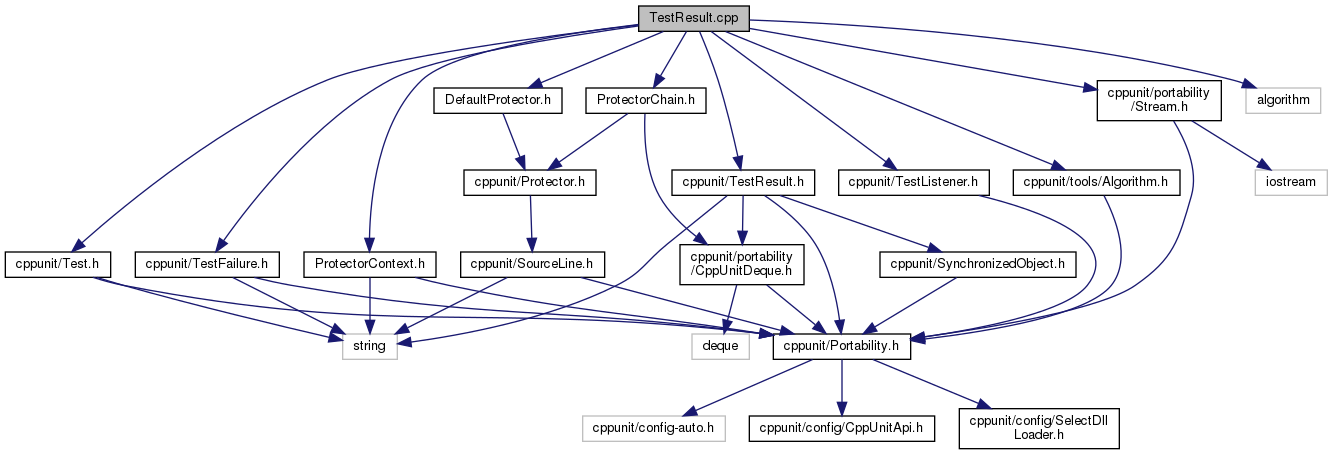 TestResult.cpp
DefaultProtector.h
ProtectorChain.h
cppunit/portability
/Stream.h
algorithm
cppunit/Protector.h
cppunit/TestResult.h
cppunit/TestListener.h
cppunit/tools/Algorithm.h
iostream
cppunit/Test.h
cppunit/TestFailure.h
ProtectorContext.h
cppunit/SourceLine.h
cppunit/portability
/CppUnitDeque.h
cppunit/SynchronizedObject.h
string
deque
cppunit/Portability.h
cppunit/config-auto.h
cppunit/config/CppUnitApi.h
cppunit/config/SelectDll
Loader.h